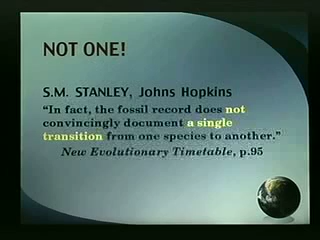 NOT ONE!
S.M. STANLEY, Johns Hopkins
“In fact, the fossil record does not
convincingly document a single
transition from one species to another.”
New Evolutionary Timetable, p.95